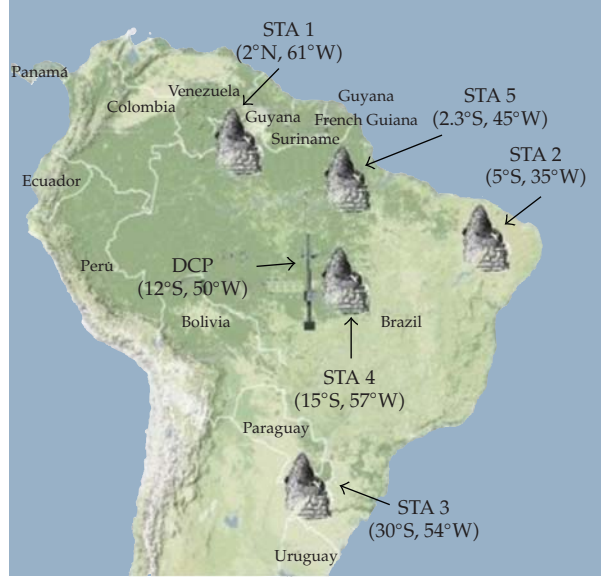 STA 1
(2°N, 61°W)
Panamá
Venezuela
Colombia
Guyana
Guyana
French Guiana
Suriname
STA 5
(2.3°S, 45°W)
STA 2
(5°S, 35°W)
Ecuador
Perú
DCP
(12°S, 50°W)
Bolivia
Brazil
STA 4
(15°S, 57°W)
Paraguay
STA 3
(30°S, 54°W)
Uruguay